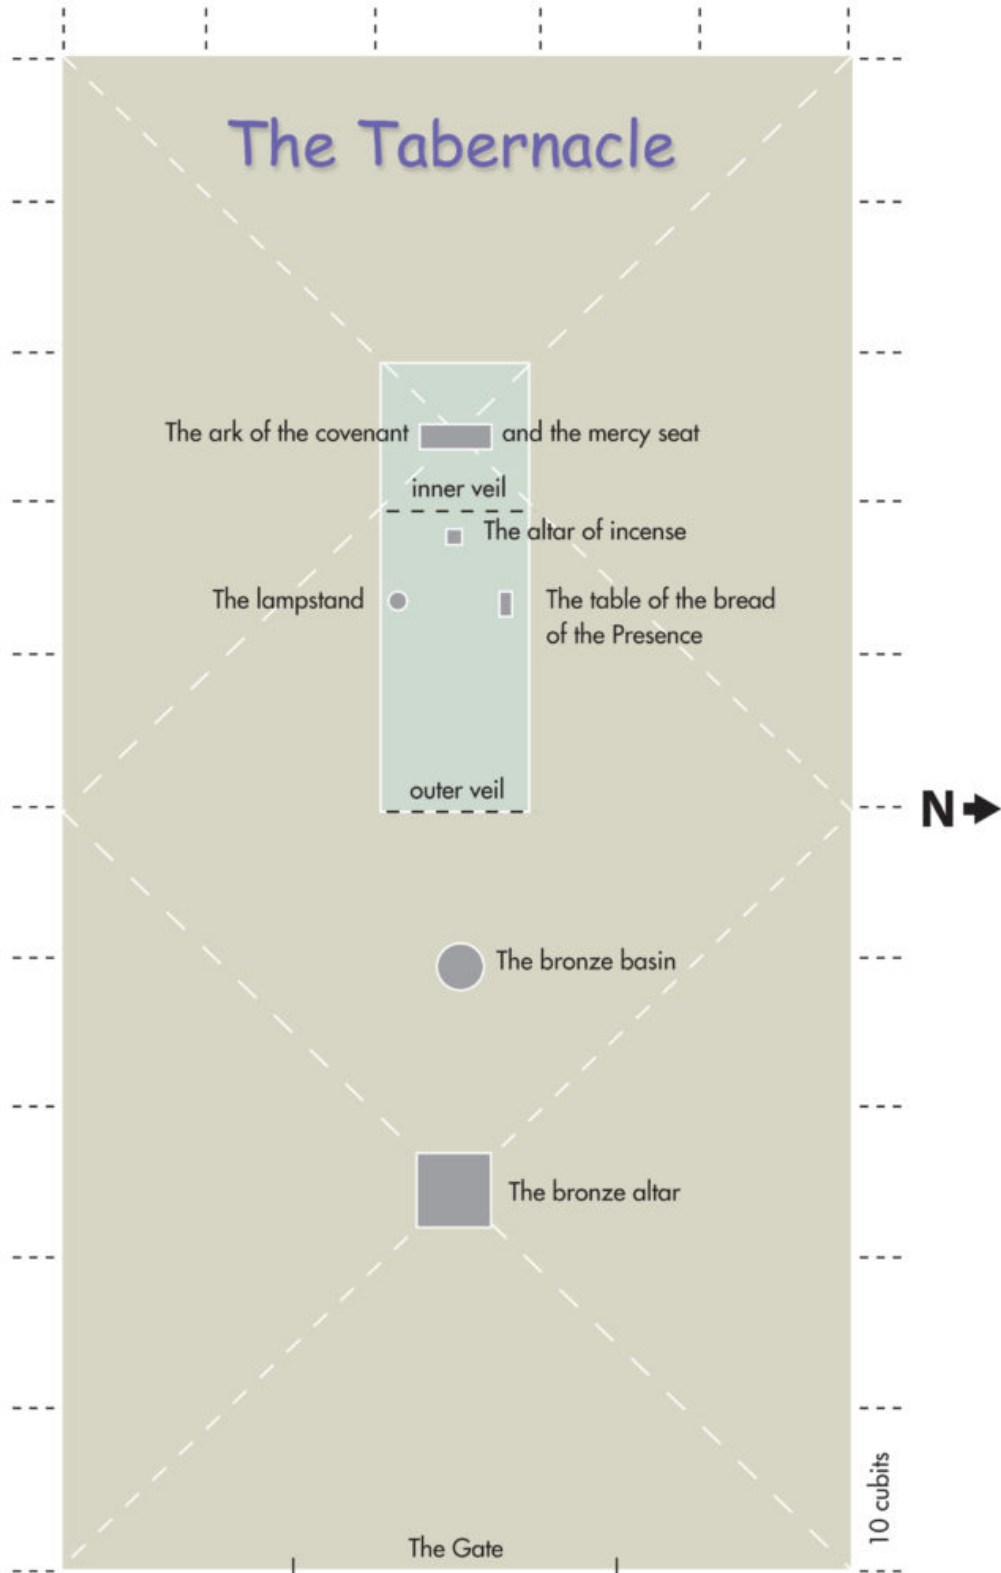 The Tabernacle
The ark of the covenant and the mercy seat
inner veil
The altar of incense
The lampstand
The table of the bread
of the Presence
outer veil
N
The bronze basin
The bronze altar
10 cubits
The Gate